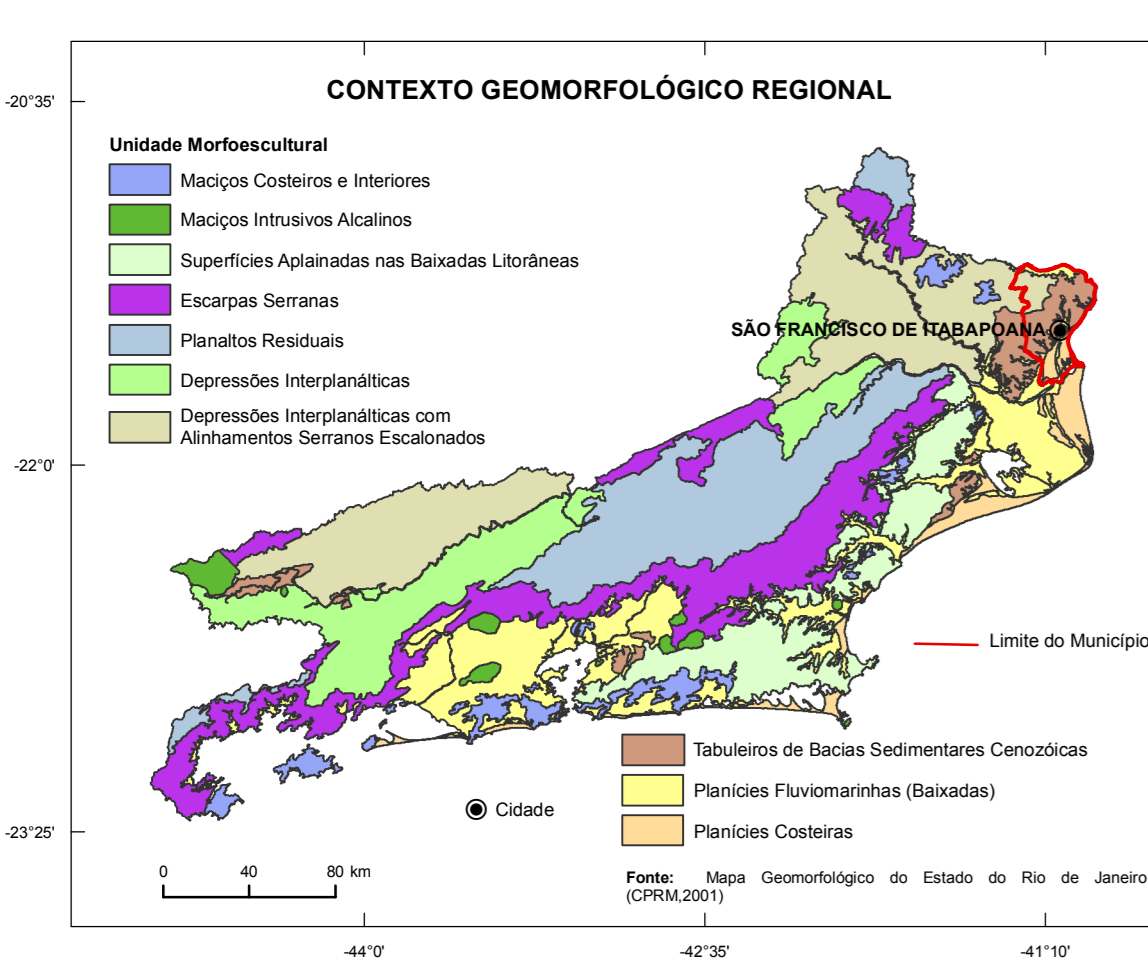 CONTEXTO GEOMORFOLÓGICO REGIONAL
-20°35'
Unidade Morfoescultural
Maciços Costeiros e Interiores
Maciços Intrusivos Alcalinos
Superfícies Aplainadas nas Baixadas Litorâneas
Escarpas Serranas
Planaltos Residuais
Depressões Interplanálticas
Depressões Interplanálticas com
Alinhamentos Serranos Escalonados
SÃO FRANCISCO DE ITABAPOANA
-22°0'
Limite do Município
Tabuleiros de Bacias Sedimentares Cenozóicas
Planícies Fluviomarinhas (Baixadas)
Planícies Costeiras
Cidade
-23°25'
0 40 80 km
Fonte: Mapa Geomorfológico do Estado do Rio de Janeiro
(CPRM,2001)
-44°0' -42°35' -41°10'